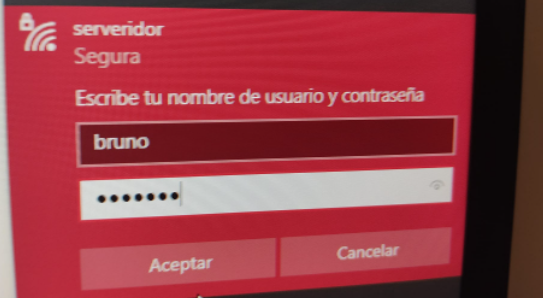 serveridor
Segura
Escribe tu nombre de usuario y contraseña
bruno
•••••••
Aceptar
Cancelar